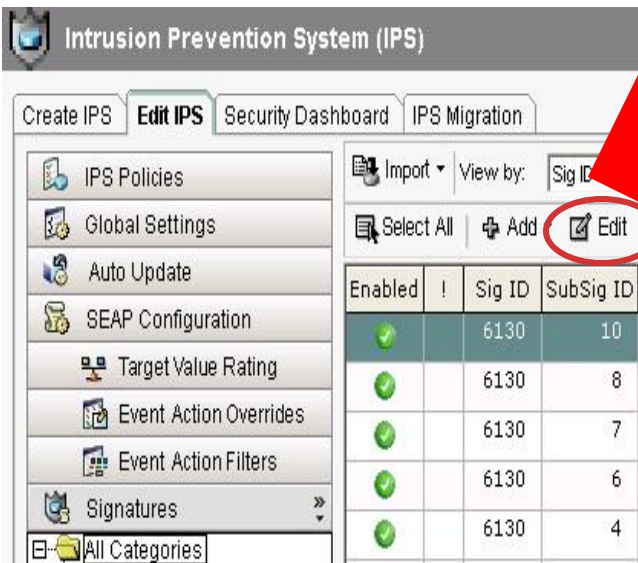 Intrusion Prevention System (IPS)
Create IPS Edit IPS Security Dashboard IPS Migration
IPS Policies
Global Settings
Auto Update
SEAP Configuration
Target Value Rating
Event Action Overrides
Event Action Filters
Signatures
All Categories
Import View by: Sig ID
Select All Add Edit
Enabled ! Sig ID SubSig ID
6130 10
6130 8
6130 7
6130 6
6130 4